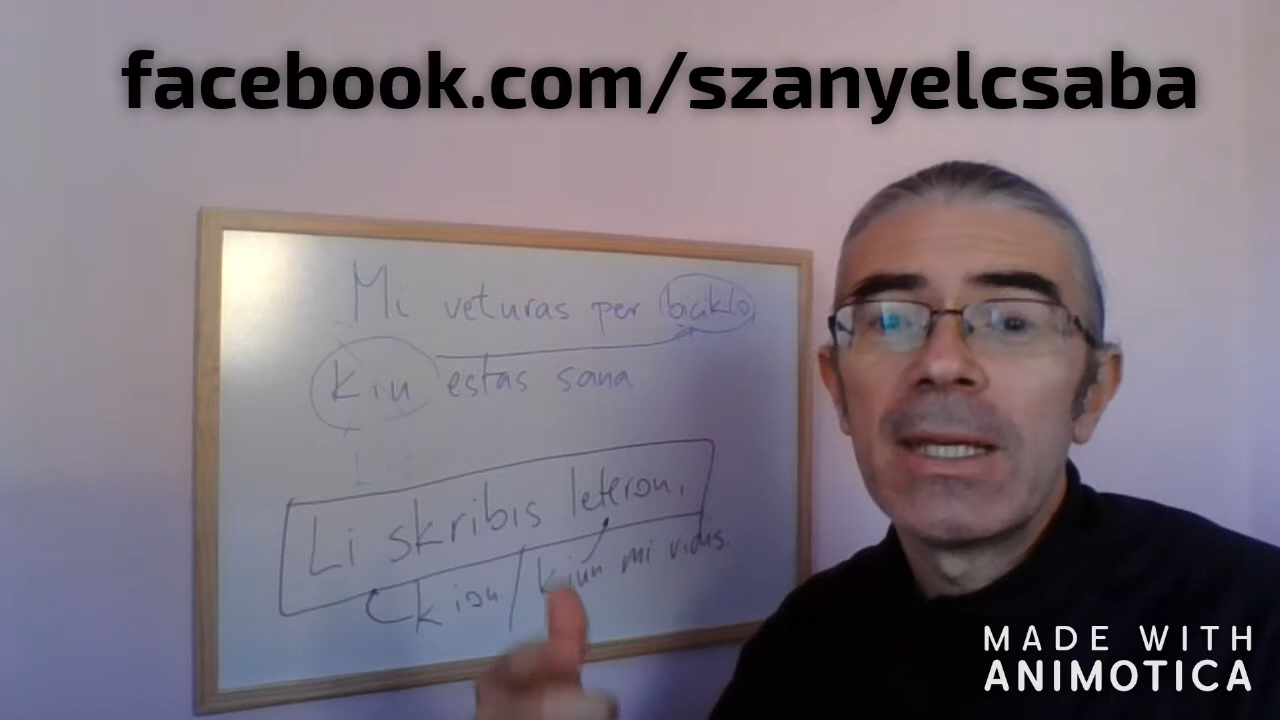 facebook.com/szanyelcsaba
Mi veturas per biciklo
kiu estas sana
Li skribis leteron,
kion / kiun mi vidis.
MADE WITH
ANIMOTICA